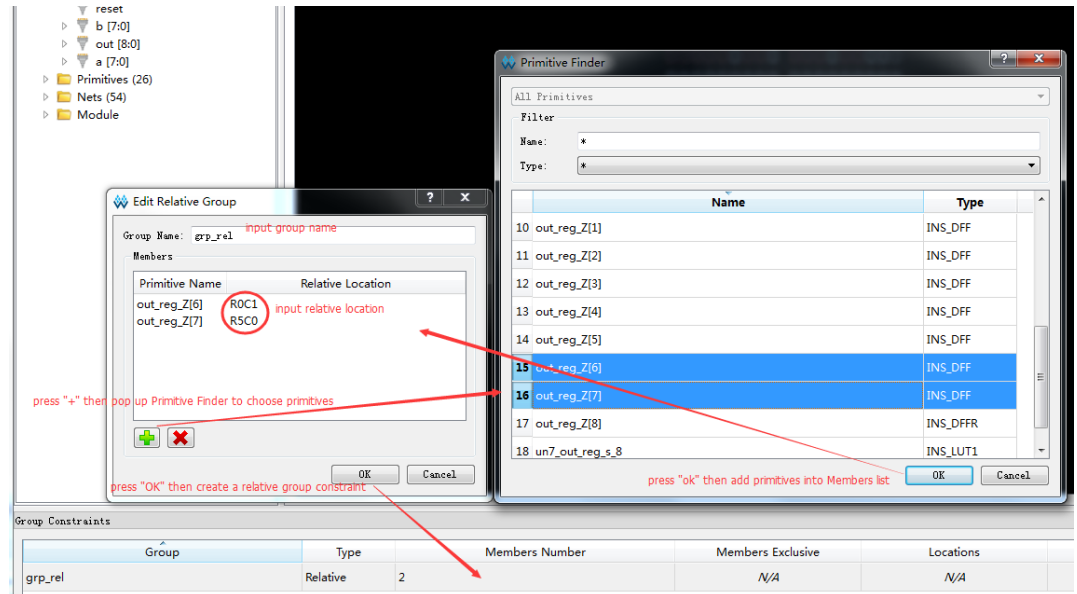 reset
b [7:0]
out [8:0]
a [7:0]
Primitives (26)
Nets (54)
Module
Primitive Finder
?
x
All Primitives
Filter
Name: *
Type: *
Name Type
10 out_reg_Z[1] INS_DFF
11 out_reg_Z[2] INS_DFF
12 out_reg_Z[3] INS_DFF
13 out_reg_Z[4] INS_DFF
14 out_reg_Z[5] INS_DFF
15 out_reg_Z[6] INS_DFF
16 out_reg_Z[7] INS_DFF
17 out_reg_Z[8] INS_DFFR
18 un7_out_reg_s_8 INS_LUT1
press "ok" then add primitives into Members list
OK Cancel
Edit Relative Group
?
x
Group Name: grp_rel
input group name
Members
Primitive Name Relative Location
out_reg_Z[6] R0C1
out_reg_Z[7] R5C0
input relative location
press "+" then pop up Primitive Finder to choose primitives
OK Cancel
press "OK" then create a relative group constraint
Group Constraints
Group Type Members Number Members Exclusive Locations
grp_rel Relative 2 N/A N/A